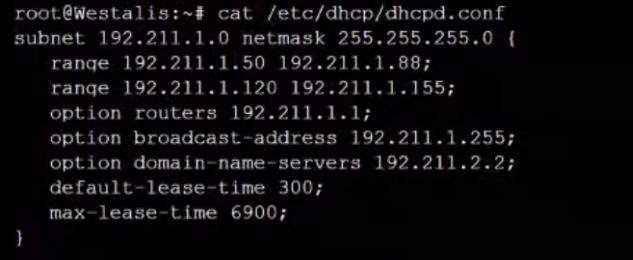 root@Westalis:~# cat /etc/dhcp/dhcpd.conf
subnet 192.211.1.0 netmask 255.255.255.0 {
range 192.211.1.50 192.211.1.88;
range 192.211.1.120 192.211.1.155;
option routers 192.211.1.1;
option broadcast-address 192.211.1.255;
option domain-name-servers 192.211.2.2;
default-lease-time 300;
max-lease-time 6900;
}